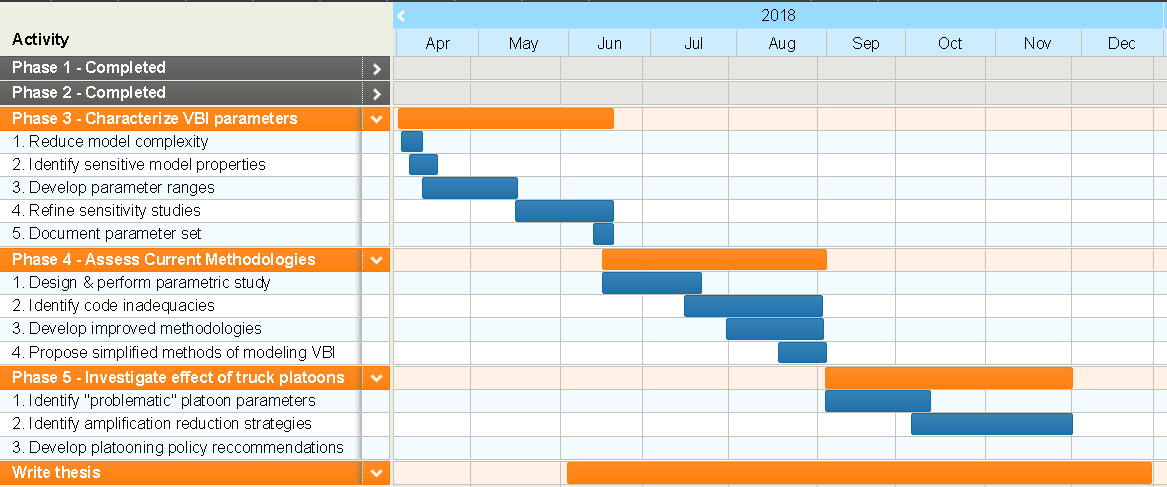 2018
Activity
Apr May Jun Jul Aug Sep Oct Nov Dec
Phase 1 - Completed
Phase 2 - Completed
Phase 3 - Characterize VBI parameters
1. Reduce model complexity
2. Identify sensitive model properties
3. Develop parameter ranges
4. Refine sensitivity studies
5. Document parameter set
Phase 4 - Assess Current Methodologies
1. Design & perform parametric study
2. Identify code inadequacies
3. Develop improved methodologies
4. Propose simplified methods of modeling VBI
Phase 5 - Investigate effect of truck platoons
1. Identify "problematic" platoon parameters
2. Identify amplification reduction strategies
3. Develop platooning policy reccommendations
Write thesis